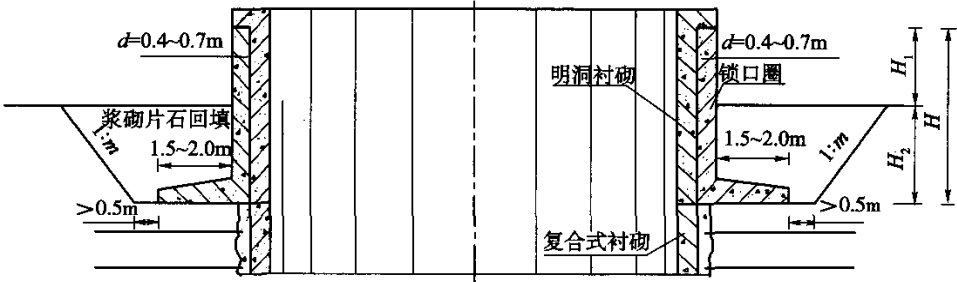 d=0.4~0.7m
d=0.4~0.7m
明洞衬砌
锁口圈
H₁
H
浆砌片石回填
1:m
1.5~2.0m
1.5~2.0m
1:m
H₂
>0.5m
>0.5m
复合式衬砌